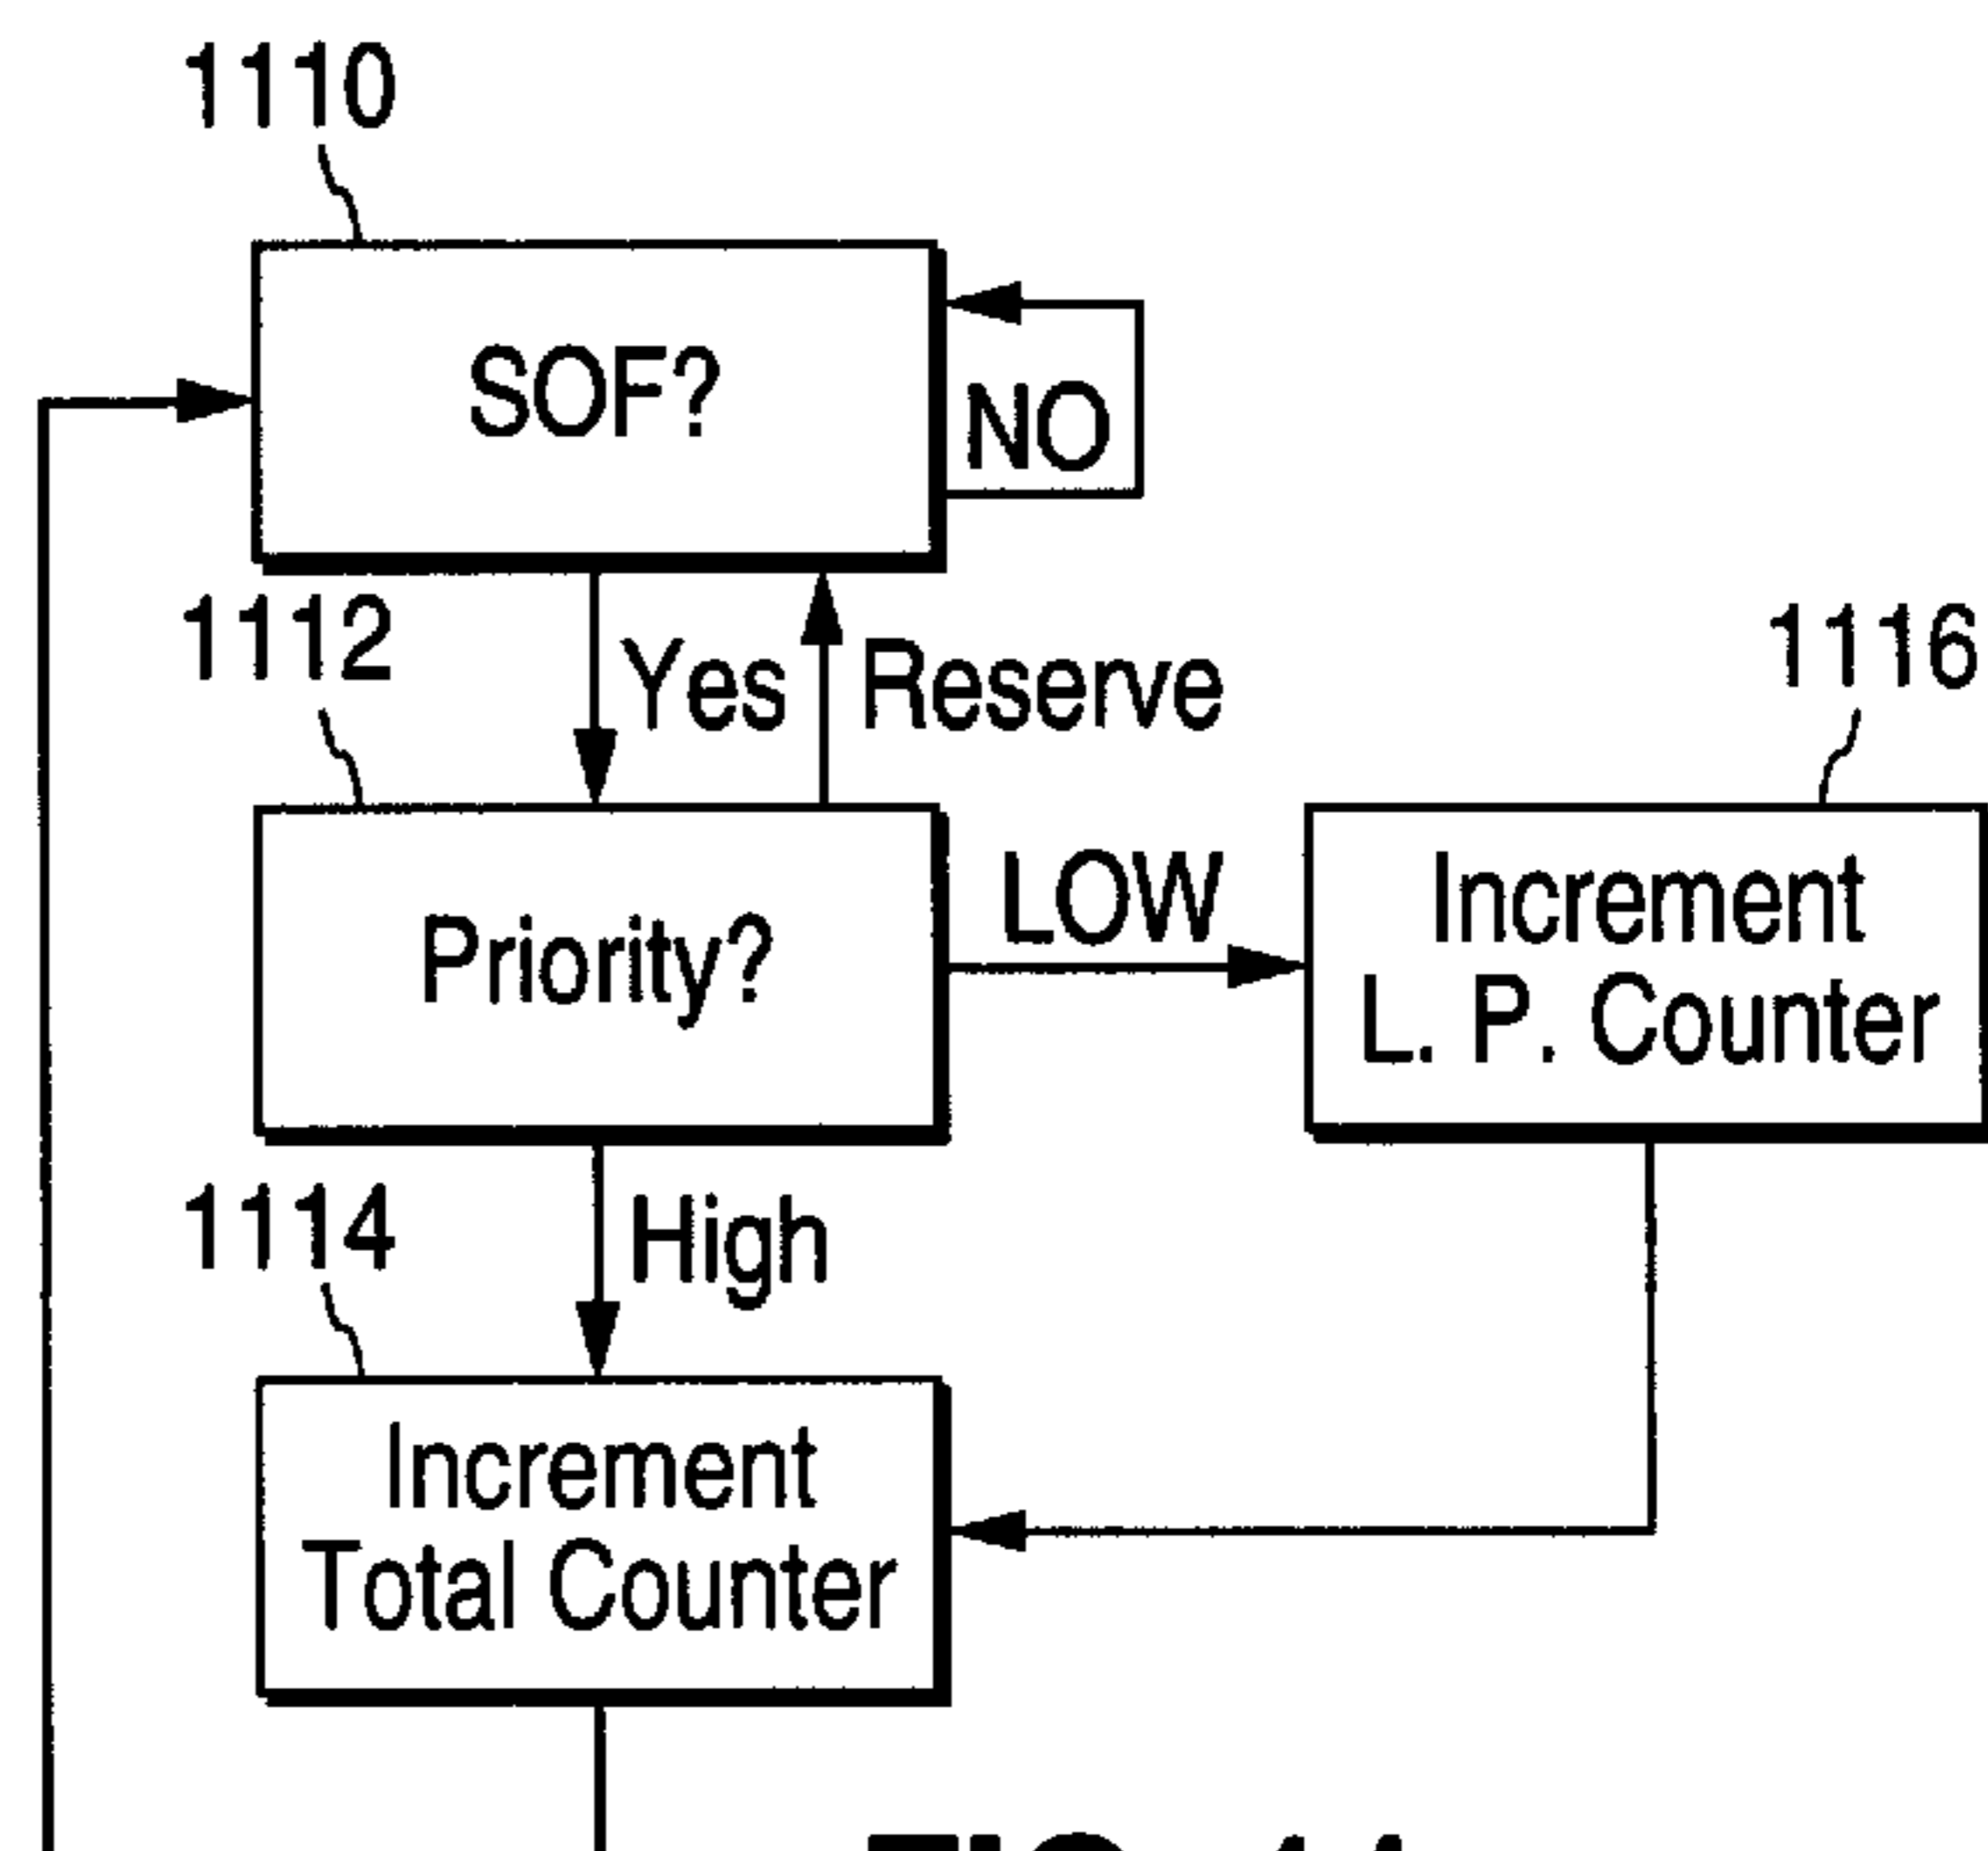 1110
SOF?
NO
1112
Yes
Reserve
1116
Priority?
LOW
Increment
L. P. Counter
1114
High
Increment
Total Counter